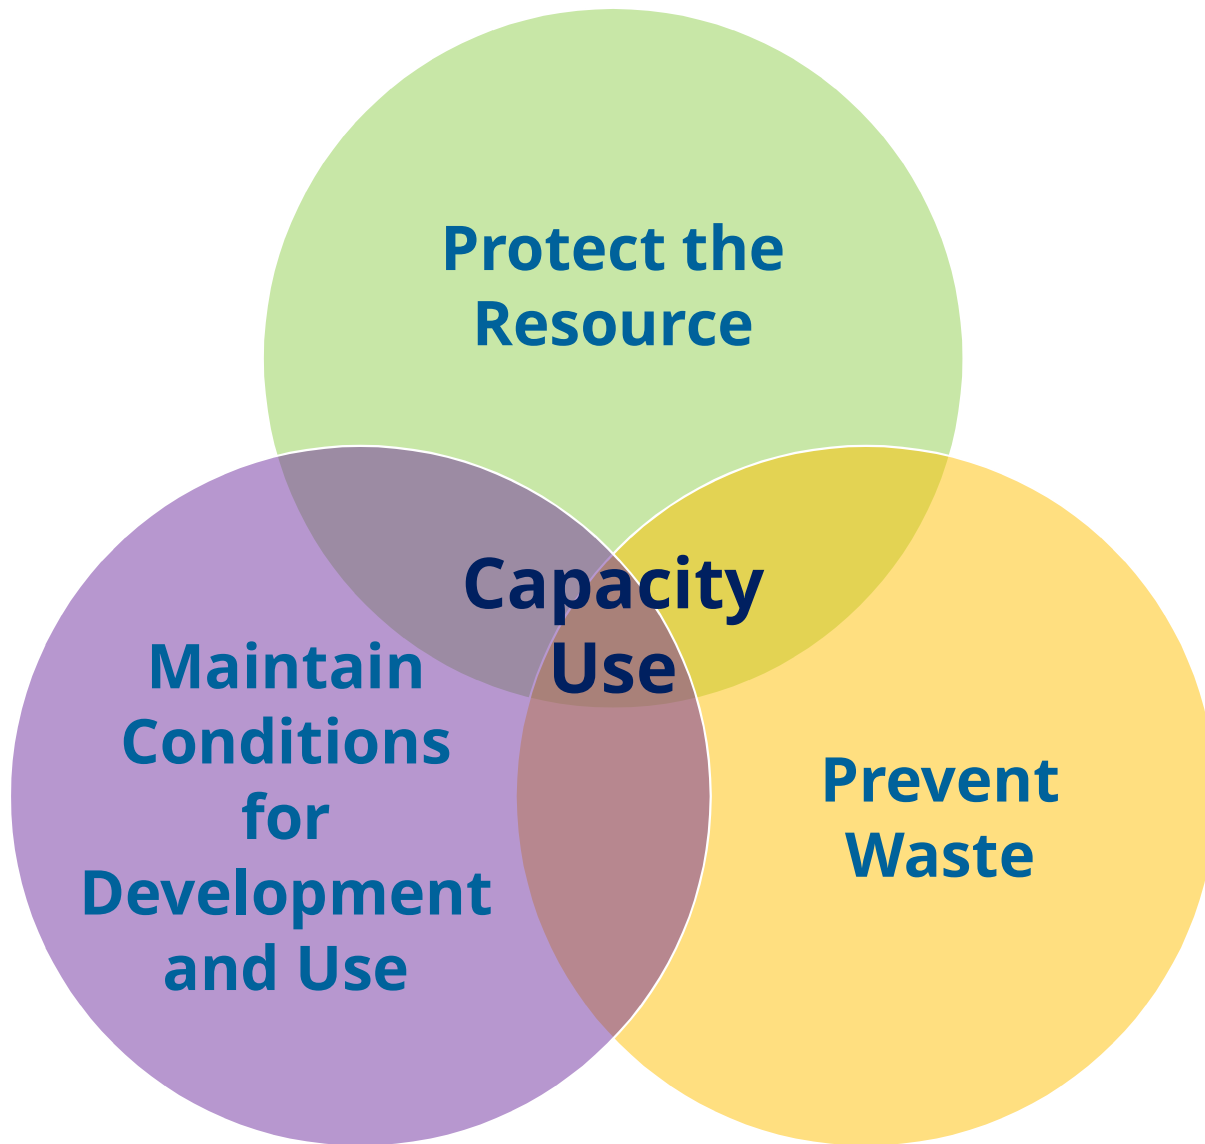 Protect the
Resource
Capacity
Use
Maintain
Conditions
for
Development
and Use
Prevent
Waste